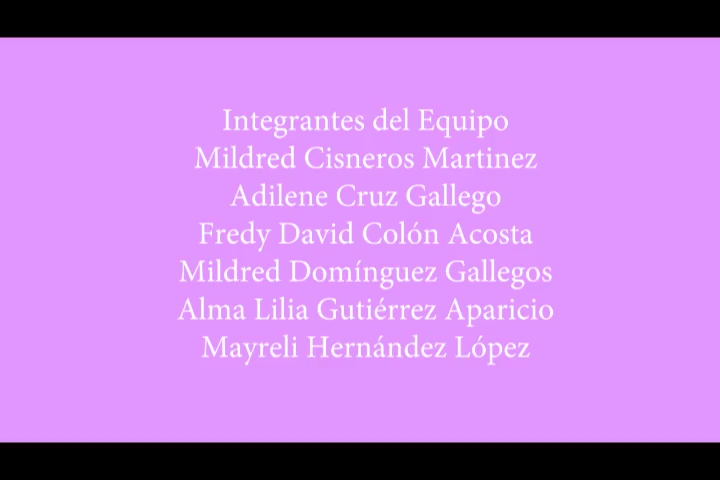 Integrantes del Equipo
Mildred Cisneros Martinez
Adilene Cruz Gallego
Fredy David Colón Acosta
Mildred Domínguez Gallegos
Alma Lilia Gutiérrez Aparicio
Mayreli Hernández López